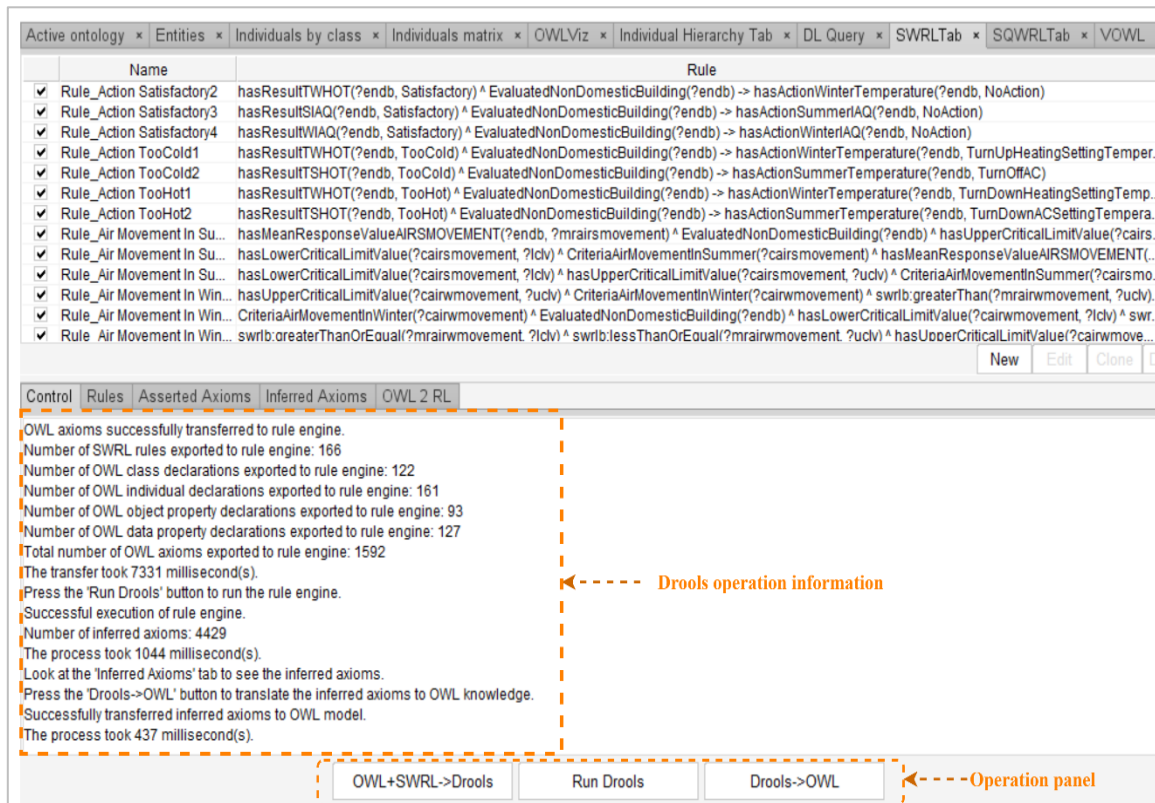 Active ontology × Entities × Individuals by class × Individuals matrix × OWLViz × Individual Hierarchy Tab × DL Query × SWRLTab × SQWRLTab × VOWL
Name Rule
Rule_Action Satisfactory2 hasResultTWHOT(?endb, Satisfactory) ^ EvaluatedNonDomesticBuilding(?endb) -> hasActionWinterTemperature(?endb, NoAction)
Rule_Action Satisfactory3 hasResultSIAQ(?endb, Satisfactory) ^ EvaluatedNonDomesticBuilding(?endb) -> hasActionSummerIAQ(?endb, NoAction)
Rule_Action Satisfactory4 hasResultWIAQ(?endb, Satisfactory) ^ EvaluatedNonDomesticBuilding(?endb) -> hasActionWinterIAQ(?endb, NoAction)
Rule_Action TooCold1 hasResultTWHOT(?endb, TooCold) ^ EvaluatedNonDomesticBuilding(?endb) -> hasActionWinterTemperature(?endb, TurnUpHeatingSettingTemper...
Rule_Action TooCold2 hasResultTSHOT(?endb, TooCold) ^ EvaluatedNonDomesticBuilding(?endb) -> hasActionSummerTemperature(?endb, TurnOffAC)
Rule_Action TooHot1 hasResultTWHOT(?endb, TooHot) ^ EvaluatedNonDomesticBuilding(?endb) -> hasActionWinterTemperature(?endb, TurnDownHeatingSettingTemp...
Rule_Action TooHot2 hasResultTSHOT(?endb, TooHot) ^ EvaluatedNonDomesticBuilding(?endb) -> hasActionSummerTemperature(?endb, TurnDownACSettingTempera...
Rule_Air Movement In Su... hasMeanResponseValueAIRSMOVEMENT(?endb, ?mrairsmovement) ^ EvaluatedNonDomesticBuilding(?endb) ^ hasUpperCriticalLimitValue(?cairs...
Rule_Air Movement In Su... hasLowerCriticalLimitValue(?cairsmovement, ?lclv) ^ CriteriaAirMovementInSummer(?cairsmovement) ^ hasMeanResponseValueAIRSMOVEMENT(...
Rule_Air Movement In Su... hasLowerCriticalLimitValue(?cairsmovement, ?lclv) ^ hasUpperCriticalLimitValue(?cairsmovement, ?uclv) ^ CriteriaAirMovementInSummer(?cairsmo...
Rule_Air Movement In Win... hasUpperCriticalLimitValue(?cairwmovement, ?uclv) ^ CriteriaAirMovementInWinter(?cairwmovement) ^ swrlb:greaterThan(?mrairwmovement, ?uclv)...
Rule_Air Movement In Win... CriteriaAirMovementInWinter(?cairwmovement) ^ EvaluatedNonDomesticBuilding(?endb) ^ hasLowerCriticalLimitValue(?cairwmovement, ?lclv) ^ swr...
Rule_Air Movement In Win... swrlb:greaterThanOrEqual(?mrairwmovement, ?lclv) ^ swrlb:lessThanOrEqual(?mrairwmovement, ?uclv) ^ hasUpperCriticalLimitValue(?cairwmove...
New Edit Clone D
Control Rules Asserted Axioms Inferred Axioms OWL 2 RL
OWL axioms successfully transferred to rule engine.
Number of SWRL rules exported to rule engine: 166
Number of OWL class declarations exported to rule engine: 122
Number of OWL individual declarations exported to rule engine: 161
Number of OWL object property declarations exported to rule engine: 93
Number of OWL data property declarations exported to rule engine: 127
Total number of OWL axioms exported to rule engine: 1592
The transfer took 7331 millisecond(s).
Press the 'Run Drools' button to run the rule engine.
Drools operation information
Successful execution of rule engine.
Number of inferred axioms: 4429
The process took 1044 millisecond(s).
Look at the 'Inferred Axioms' tab to see the inferred axioms.
Press the 'Drools->OWL' button to translate the inferred axioms to OWL knowledge.
Successfully transferred inferred axioms to OWL model.
The process took 437 millisecond(s).
OWL+SWRL->Drools Run Drools Drools->OWL
Operation panel